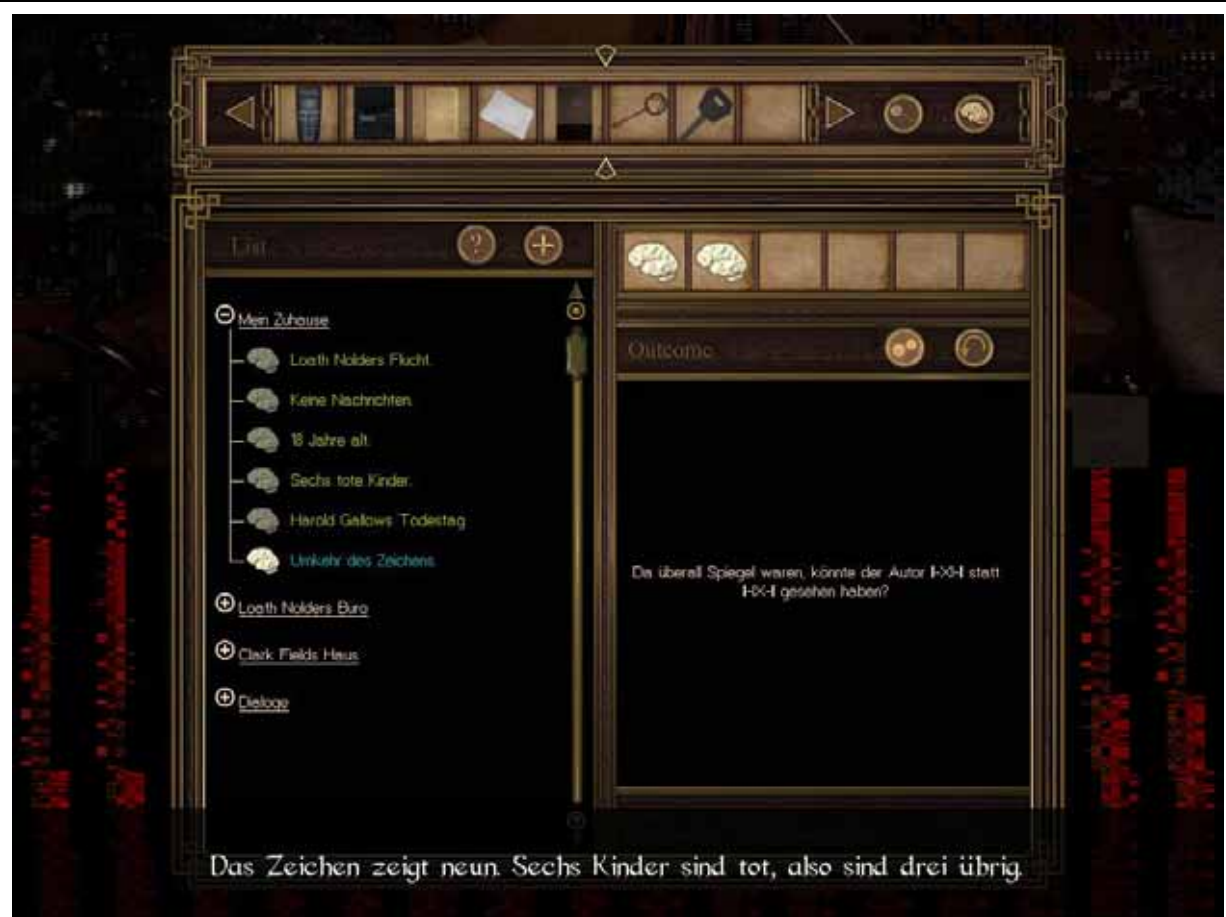 List
Mein Zuhause
Loath Nolders Flucht.
Keine Nachrichten.
18 Jahre alt.
Sechs tote Kinder.
Harold Gallows Todestag
Umkehr des Zeichens.
Loath Nolders Büro
Clark Fields Haus
Dialoge
Outcome
Da überall Spiegel waren, könnte der Autor I-XI-I statt
I-IX-I gesehen haben?
Das Zeichen zeigt neun. Sechs Kinder sind tot, also sind drei übrig.